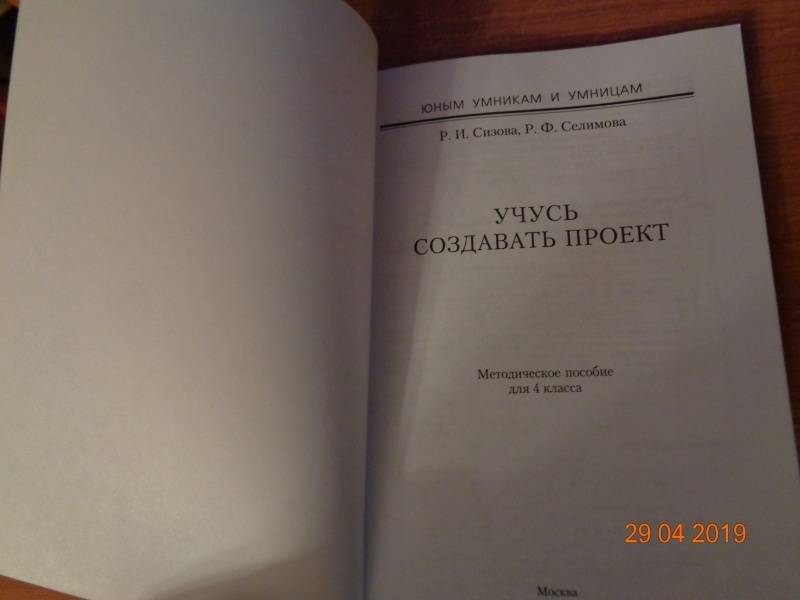 ЮНЫМ УМНИКАМ И УМНИЦАМ
Р. И. Сизова, Р. Ф. Селимова
УЧУСЬ
СОЗДАВАТЬ ПРОЕКТ
Методическое пособие
для 4 класса
Москва
29 04 2019